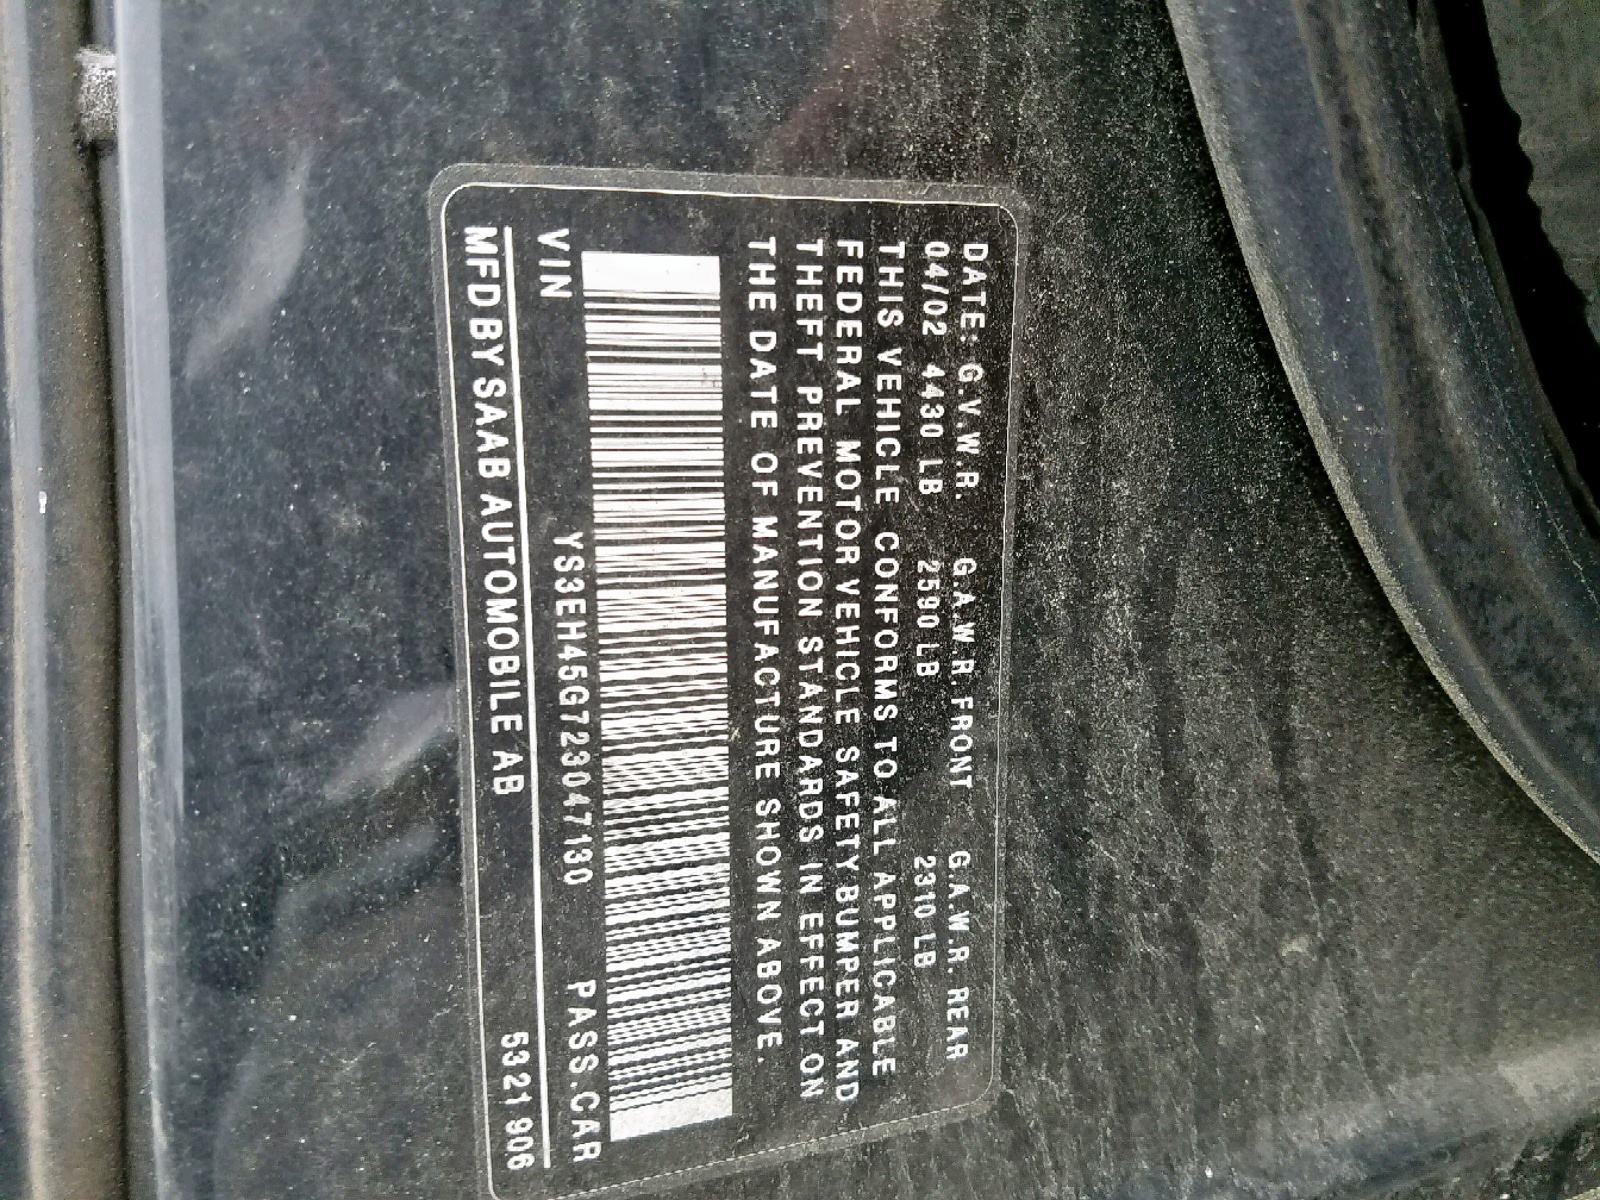 DATE: G.V.W.R. G.A.W.R. FRONT G.A.W.R. REAR
04/02 4430 LB 2590 LB 2310 LB
THIS VEHICLE CONFORMS TO ALL APPLICABLE
FEDERAL MOTOR VEHICLE SAFETY, BUMPER AND
THEFT PREVENTION STANDARDS IN EFFECT ON
THE DATE OF MANUFACTURE SHOWN ABOVE.
VIN YS3EH45G723047130 PASS.CAR
MFD BY SAAB AUTOMOBILE AB 5321906